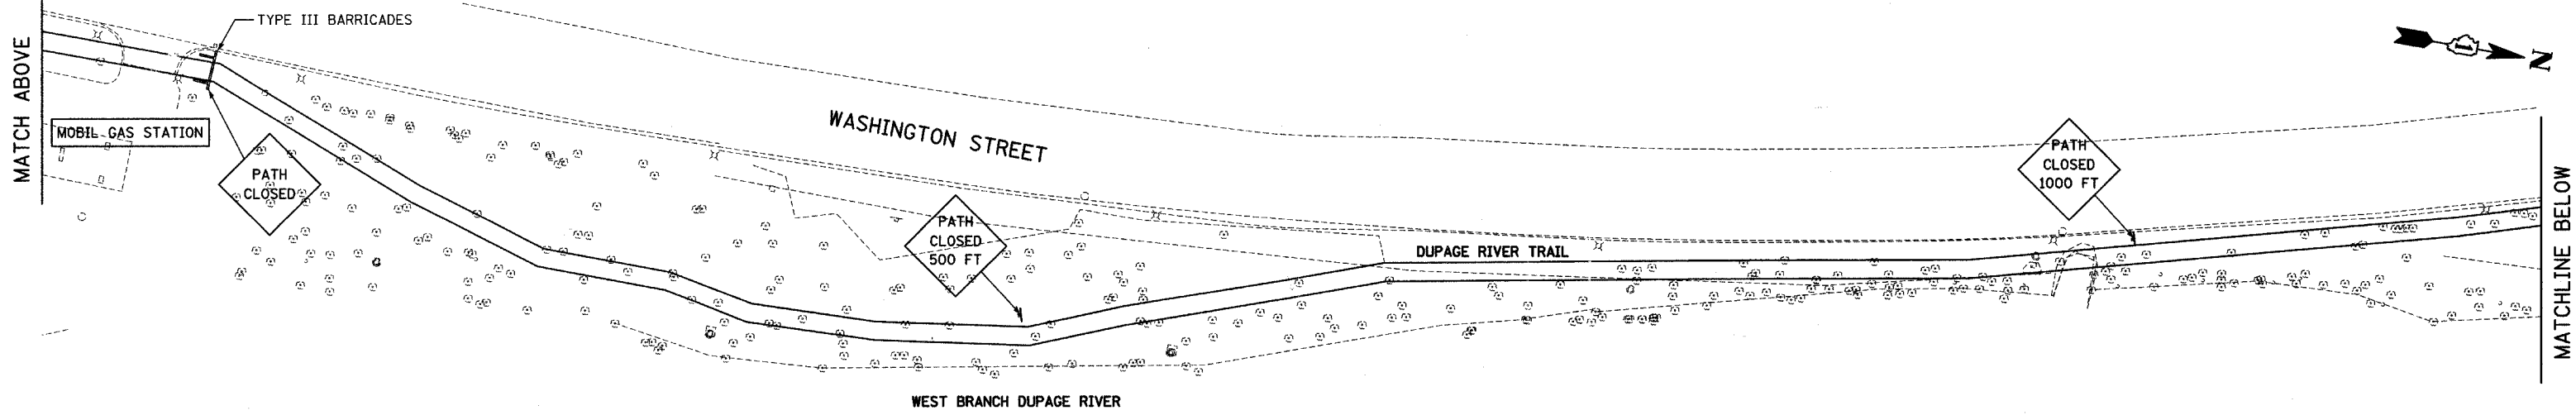 TYPE III BARRICADES
MATCH ABOVE
MOBIL GAS STATION
PATH
CLOSED
WASHINGTON STREET
PATH
CLOSED
500 FT
DUPAGE RIVER TRAIL
PATH
CLOSED
1000 FT
N
MATCHLINE BELOW
WEST BRANCH DUPAGE RIVER